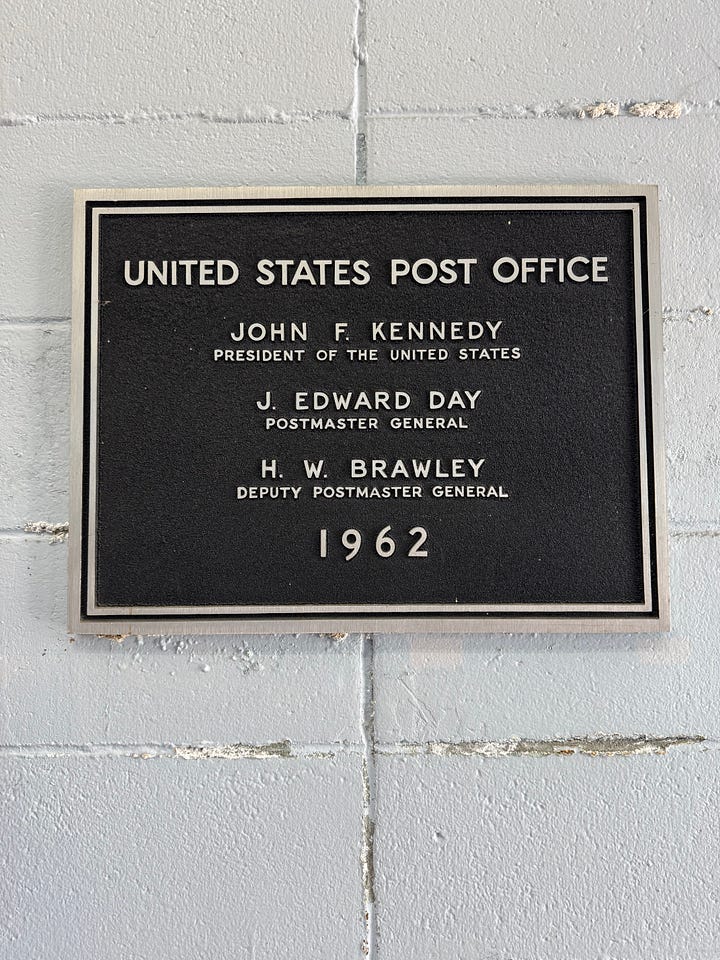 UNITED STATES POST OFFICE
JOHN F. KENNEDY
PRESIDENT OF THE UNITED STATES
J. EDWARD DAY
POSTMASTER GENERAL
H. W. BRAWLEY
DEPUTY POSTMASTER GENERAL
1962